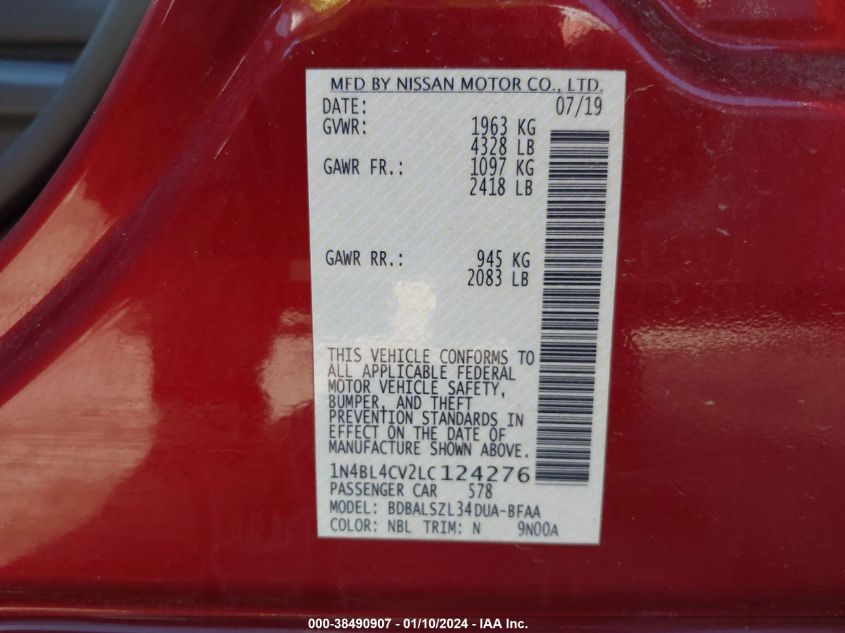 MFD BY NISSAN MOTOR CO., LTD.
DATE: 07/19
GVWR: 1963 KG
4328 LB
GAWR FR.: 1097 KG
2418 LB
GAWR RR.: 945 KG
2083 LB
THIS VEHICLE CONFORMS TO
ALL APPLICABLE FEDERAL
MOTOR VEHICLE SAFETY,
BUMPER, AND THEFT
PREVENTION STANDARDS IN
EFFECT ON THE DATE OF
MANUFACTURE SHOWN ABOVE.
1N4BL4CV2LC124276
PASSENGER CAR 578
MODEL: BDBALSZL34DUA-BFAA
COLOR: NBL TRIM: N 9N00A
000-38490907 - 01/10/2024 - IAA Inc.